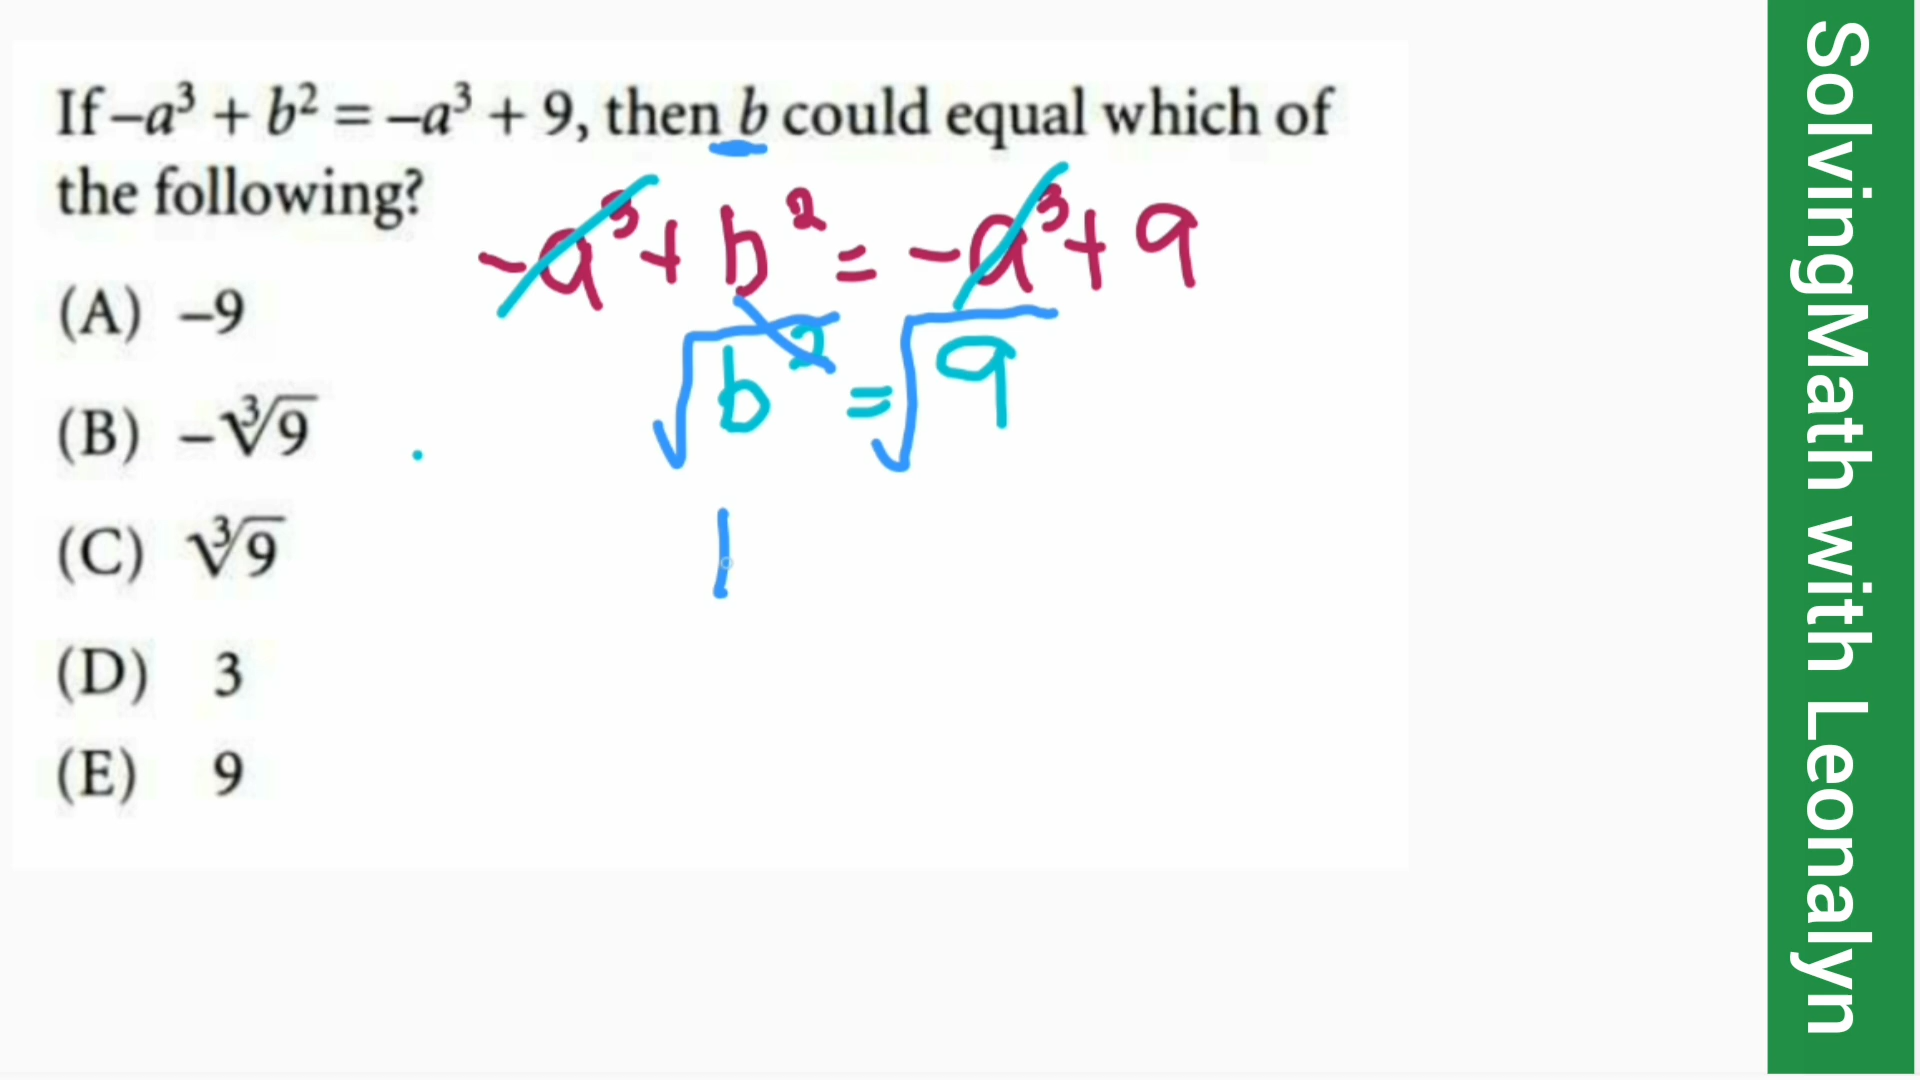 If –a³ + b² = –a³ + 9, then b could equal which of
the following?
-a³ + b² = -a³ + 9
√b² = √9
(A) –9
(B) –∛9
(C) ∛9
(D) 3
(E) 9
SolvingMath with Leonalyn